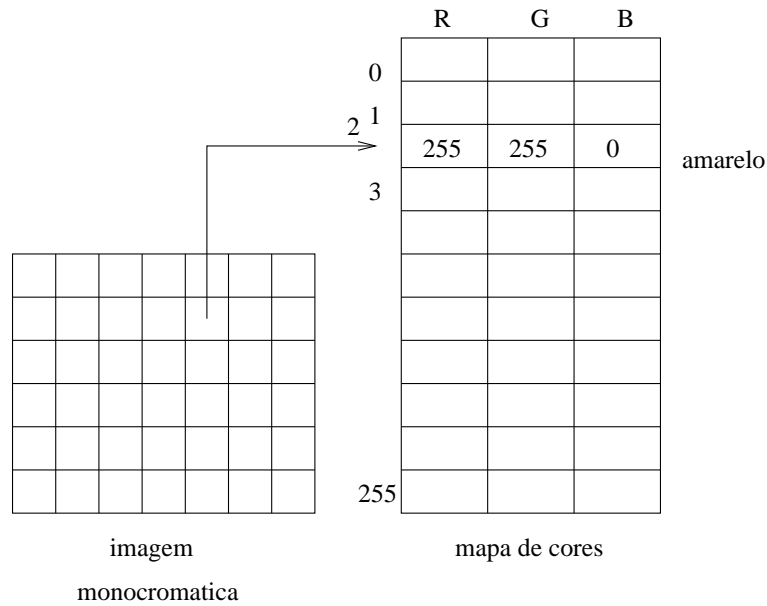 R G B
0
1
2
255 255 0 amarelo
3
255
imagem
monocromatica
mapa de cores